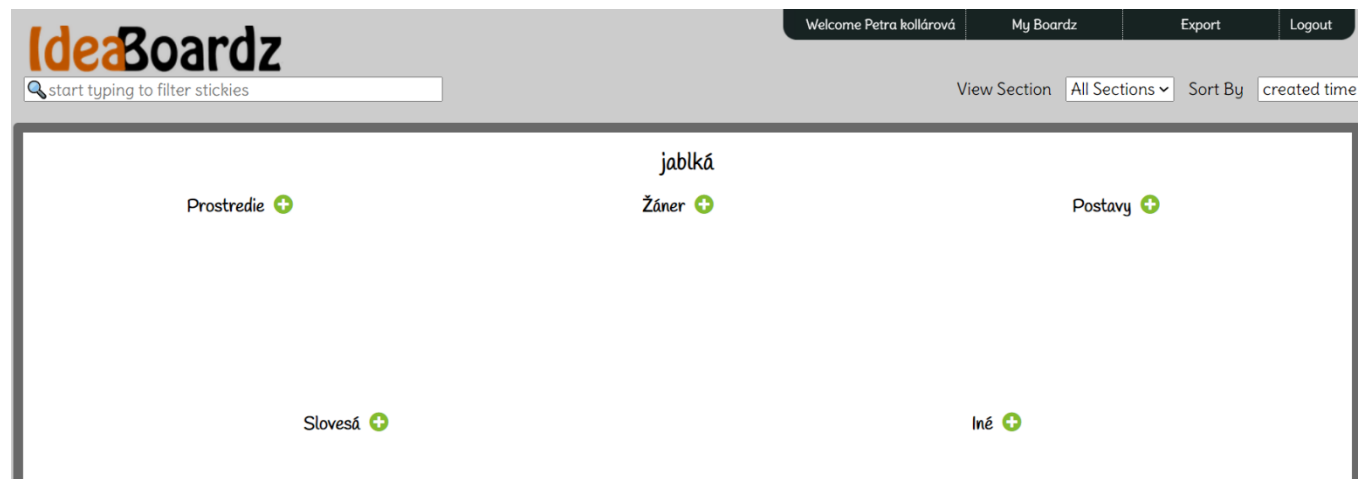 Welcome Petra kollárová My Boardz Export Logout
IdeaBoardz
start typing to filter stickies
View Section All Sections Sort By created time
jablká
Prostredie Žáner Postavy
Slovesá Iné